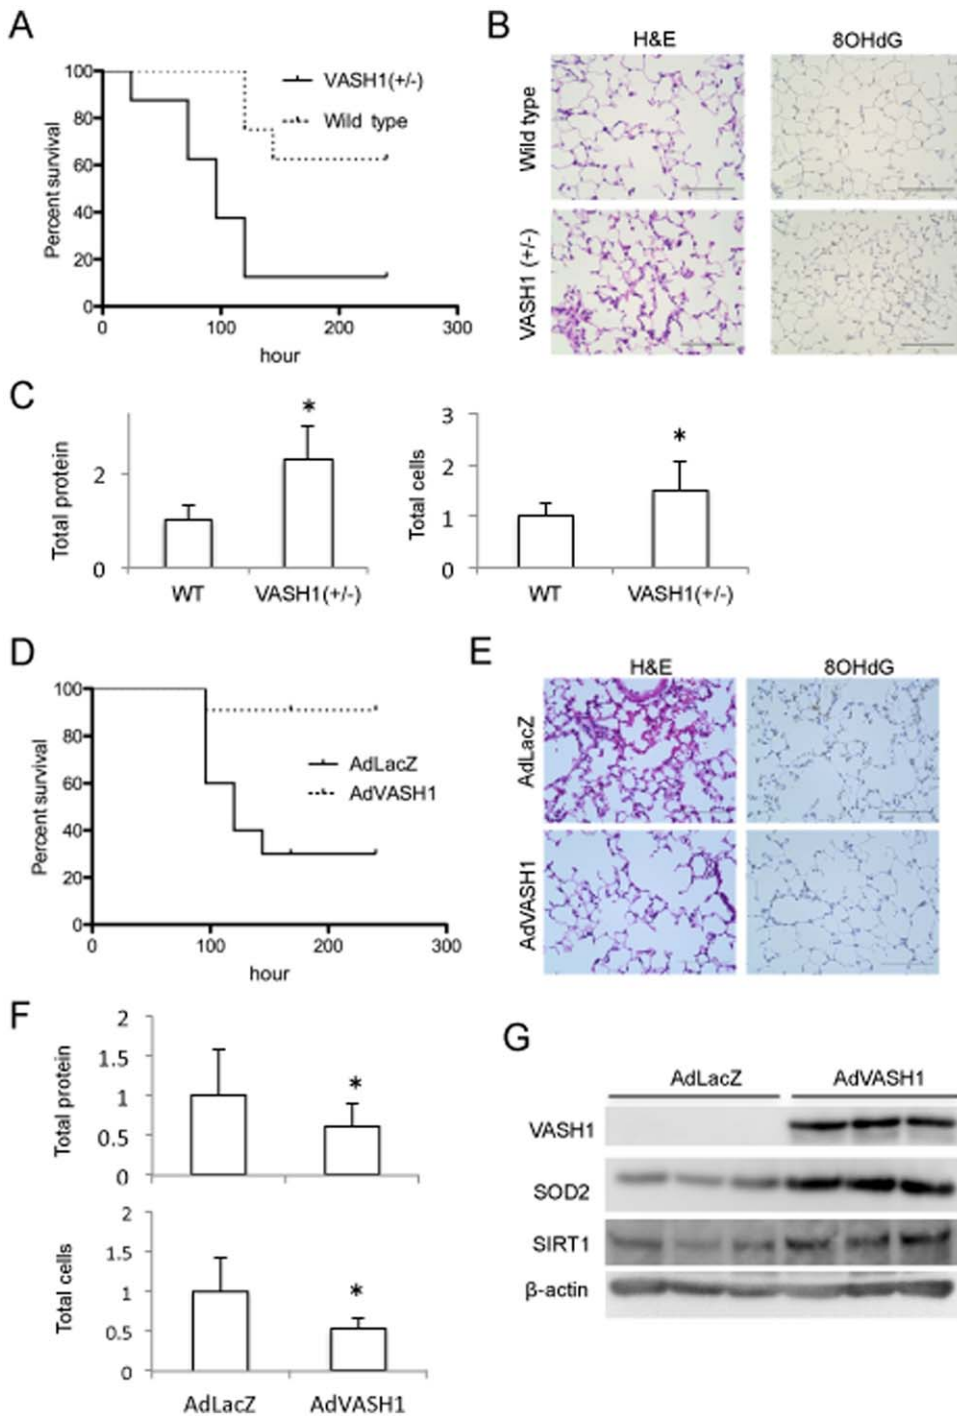 A
B
H&E
8OHdG
Percent survival
100
80
60
40
20
0
0
100
200
300
hour
VASH1(+/-)
Wild type
Wild type
VASH1 (+/-)
C
Total protein
2
0
WT
VASH1(+/-)
*
Total cells
3
2
1
0
WT
VASH1(+/-)
*
D
E
H&E
8OHdG
Percent survival
100
80
60
40
20
0
0
100
200
300
hour
AdLacZ
AdVASH1
AdLacZ
AdVASH1
F
Total protein
2
1.5
1
0.5
0
*
Total cells
2
1.5
1
0.5
0
*
AdLacZ
AdVASH1
G
AdLacZ
AdVASH1
VASH1
SOD2
SIRT1
β-actin